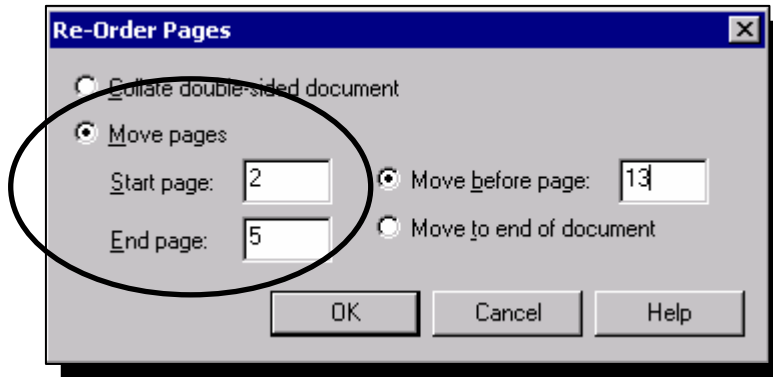 Re-Order Pages
Collate double-sided document
Move pages
Start page: 2 Move before page: 13
End page: 5 Move to end of document
OK Cancel Help